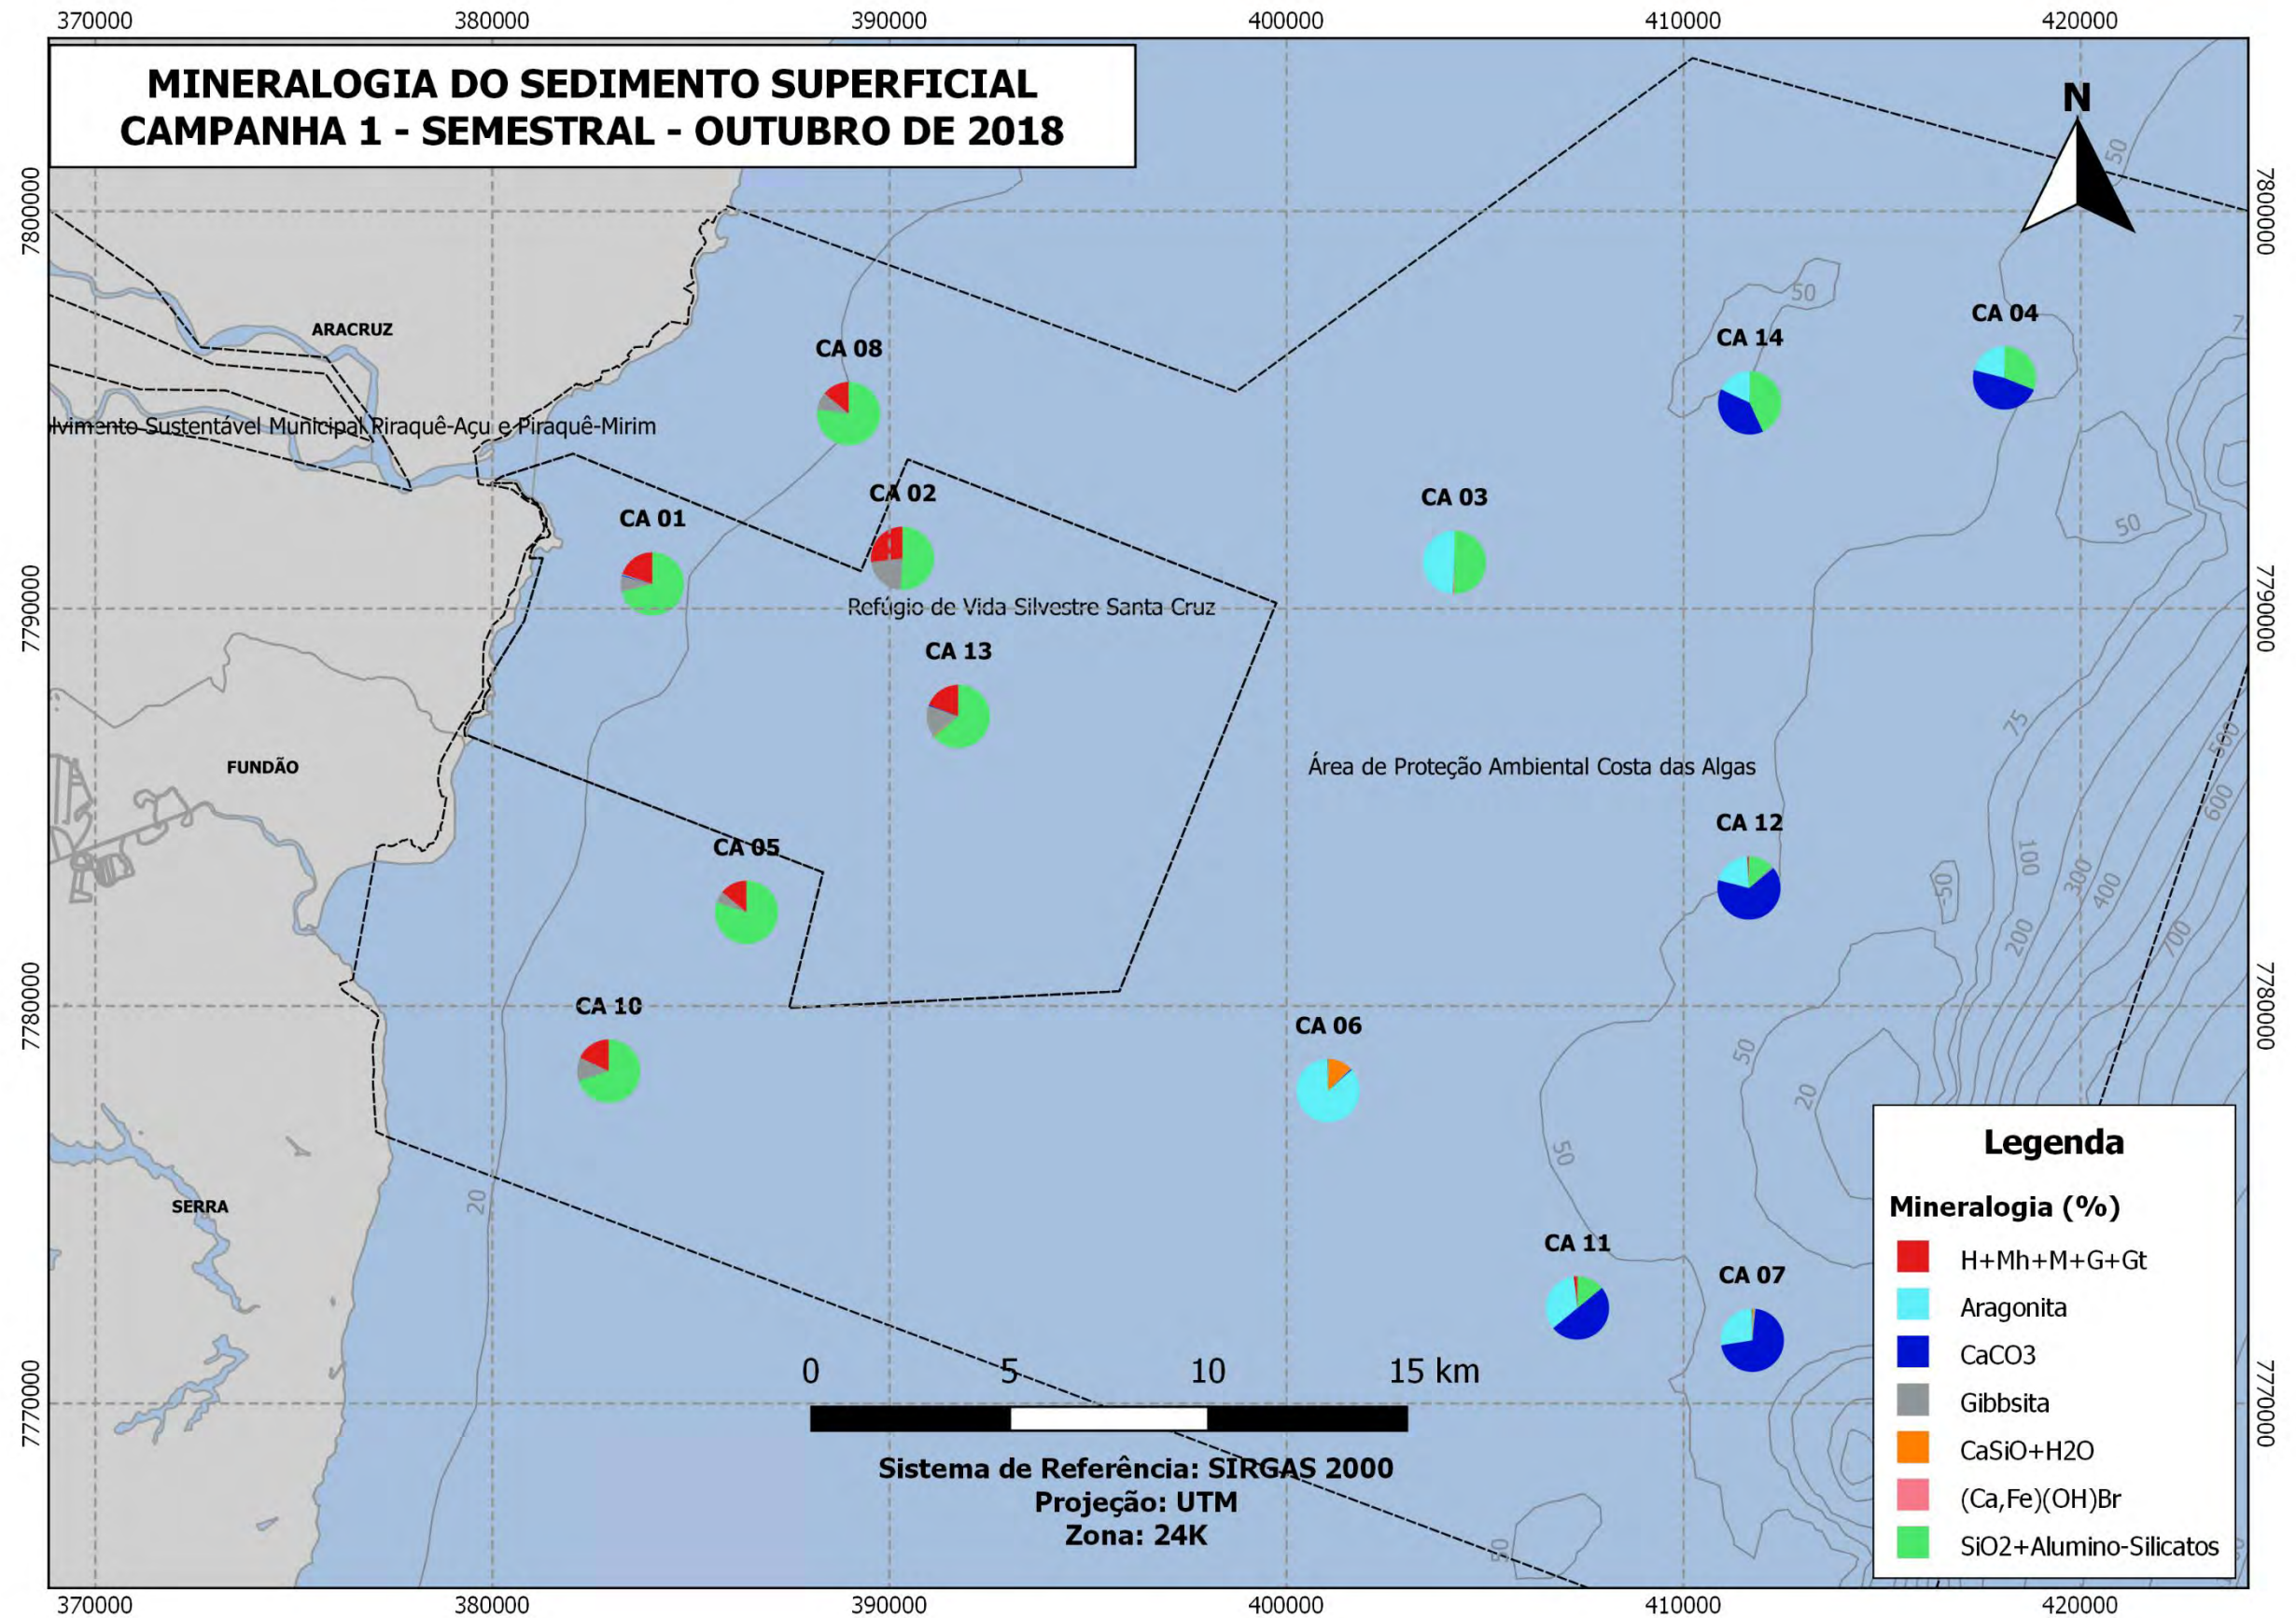 370000 380000 390000 400000 410000 420000
MINERALOGIA DO SEDIMENTO SUPERFICIAL
CAMPANHA 1 - SEMESTRAL - OUTUBRO DE 2018
N
50
7800000
7800000
50
CA 04
ARACRUZ
CA 14
CA 08
lvimento Sustentável Municipal Piraquê-Açu e Piraquê-Mirim
CA 02
CA 03
CA 01
50
7790000
Refúgio de Vida Silvestre Santa Cruz
7790000
CA 13
75
500
FUNDÃO
Área de Proteção Ambiental Costa das Algas
600
CA 12
CA 05
100
300
400
50
200
700
7780000
CA 10
CA 06
7780000
50
20
50
20
SERRA
CA 11
CA 07
0 5 10 15 km
7770000
7770000
Sistema de Referência: SIRGAS 2000
Projeção: UTM
Zona: 24K
50
Legenda
Mineralogia (%)
H+Mh+M+G+Gt
Aragonita
CaCO3
Gibbsita
CaSiO+H2O
(Ca,Fe)(OH)Br
SiO2+Alumino-Silicatos
370000 380000 390000 400000 410000 420000